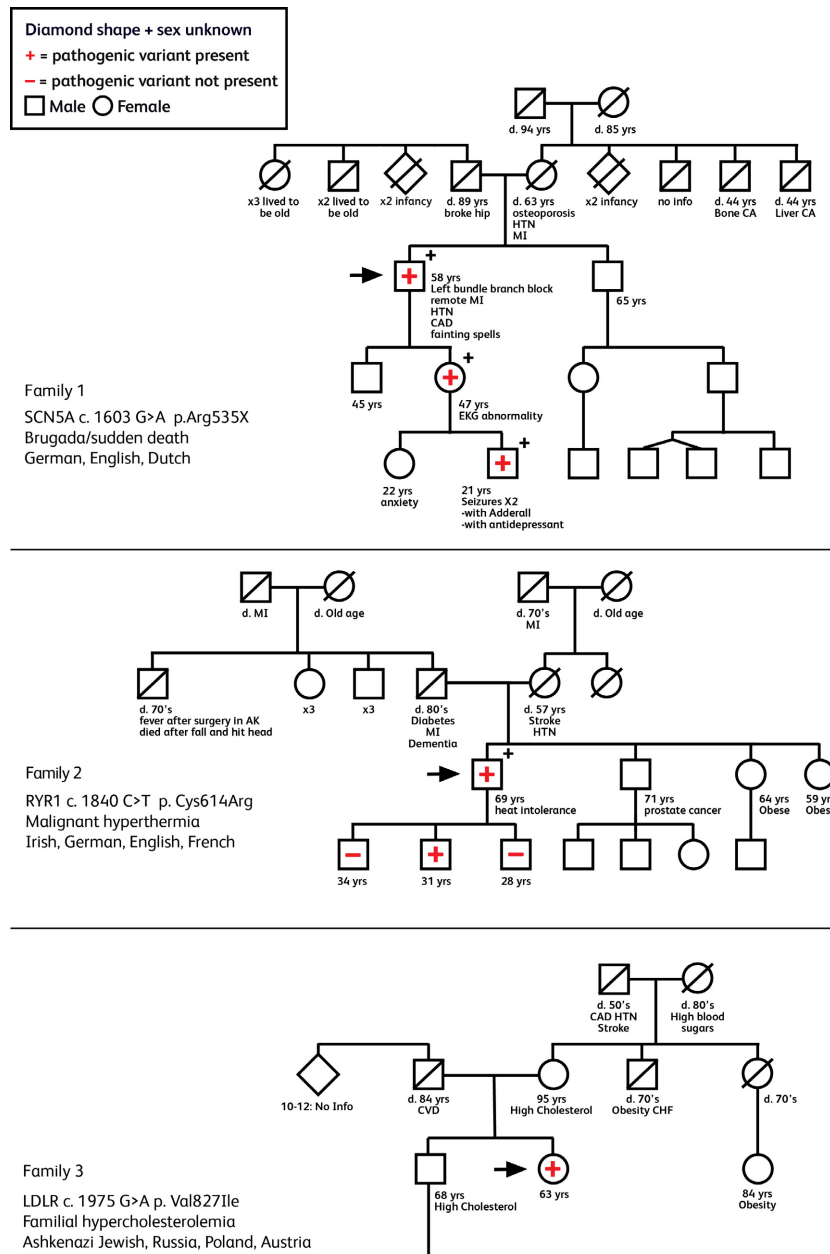 Diamond shape + sex unknown
+ = pathogenic variant present
− = pathogenic variant not present
Male Female
d. 94 yrs d. 85 yrs
x3 lived to
be old
x2 lived to
be old
x2 infancy
d. 89 yrs
broke hip
d. 63 yrs
osteoporosis
HTN
MI
x2 infancy
no info
d. 44 yrs
Bone CA
d. 44 yrs
Liver CA
+
+
58 yrs
Left bundle branch block
remote MI
HTN
CAD
fainting spells
65 yrs
45 yrs
+
+
47 yrs
EKG abnormality
22 yrs
anxiety
+
+
21 yrs
Seizures X2
-with Adderall
-with antidepressant
Family 1
SCN5A c. 1603 G>A p.Arg535X
Brugada/sudden death
German, English, Dutch
d. MI
d. Old age
d. 70's
MI
d. Old age
d. 70's
fever after surgery in AK
died after fall and hit head
x3
x3
d. 80's
Diabetes
MI
Dementia
d. 57 yrs
Stroke
HTN
+
+
69 yrs
heat intolerance
71 yrs
prostate cancer
64 yrs
Obese
59 yr
Obes
−
34 yrs
+
31 yrs
−
28 yrs
Family 2
RYR1 c. 1840 C>T p. Cys614Arg
Malignant hyperthermia
Irish, German, English, French
d. 50's
CAD HTN
Stroke
d. 80's
High blood
sugars
10-12: No Info
d. 84 yrs
CVD
95 yrs
High Cholesterol
d. 70's
Obesity CHF
d. 70's
68 yrs
High Cholesterol
+
63 yrs
84 yrs
Obesity
Family 3
LDLR c. 1975 G>A p. Val827Ile
Familial hypercholesterolemia
Ashkenazi Jewish, Russia, Poland, Austria